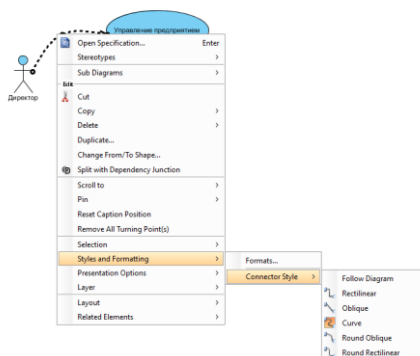 Управление предприятием
Директор
Open Specification... Enter
Stereotypes
Sub Diagrams
Edit
Cut
Copy
Delete
Duplicate...
Change From/To Shape...
Split with Dependency Junction
Scroll to
Pin
Reset Caption Position
Remove All Turning Point(s)
Selection
Styles and Formatting
Presentation Options
Layer
Layout
Related Elements
Formats...
Connector Style
Follow Diagram
Rectilinear
Oblique
Curve
Round Oblique
Round Rectilinear